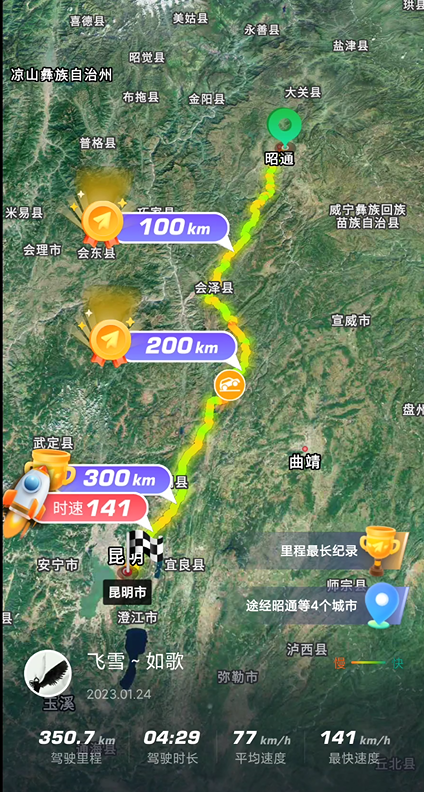 喜德县
美姑县
永善县
昭觉县
盐津县
凉山彝族自治州
布拖县
金阳县
大关县
普格县
昭通
米易县
威宁彝族回族
苗族自治县
100 km
会理市
会东县
会泽县
宣威市
200 km
盘州
武定县
曲靖
300 km
县
时速141
昆明
安宁市
宜良县
里程最长纪录
昆明市
师宗县
途经昭通等4个城市
澄江市
县
泸西县
慢
快
飞雪 ~ 如歌
2023.01.24
弥勒市
玉溪
350.7 km
04:29
77 km/h
141 km/h
驾驶里程
驾驶时长
平均速度
最快速度
丘北县